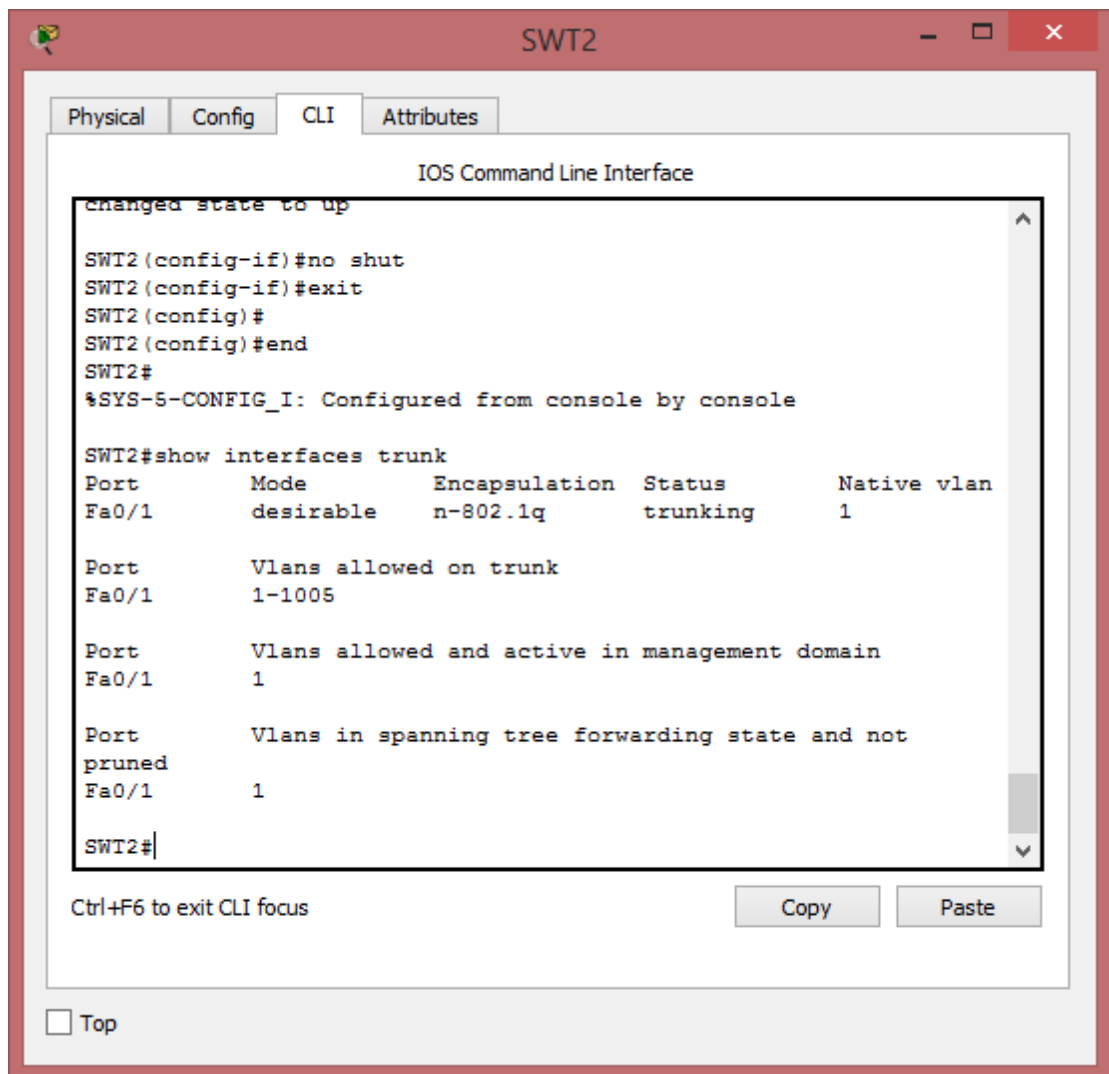 SWT2
Physical Config CLI Attributes
IOS Command Line Interface
changed state to up
SWT2(config-if)#no shut
SWT2(config-if)#exit
SWT2(config)#
SWT2(config)#end
SWT2#
%SYS-5-CONFIG_I: Configured from console by console
SWT2#show interfaces trunk
Port Mode Encapsulation Status Native vlan
Fa0/1 desirable n-802.1q trunking 1
Port Vlans allowed on trunk
Fa0/1 1-1005
Port Vlans allowed and active in management domain
Fa0/1 1
Port Vlans in spanning tree forwarding state and not
pruned
Fa0/1 1
SWT2#
Ctrl+F6 to exit CLI focus Copy Paste
Top